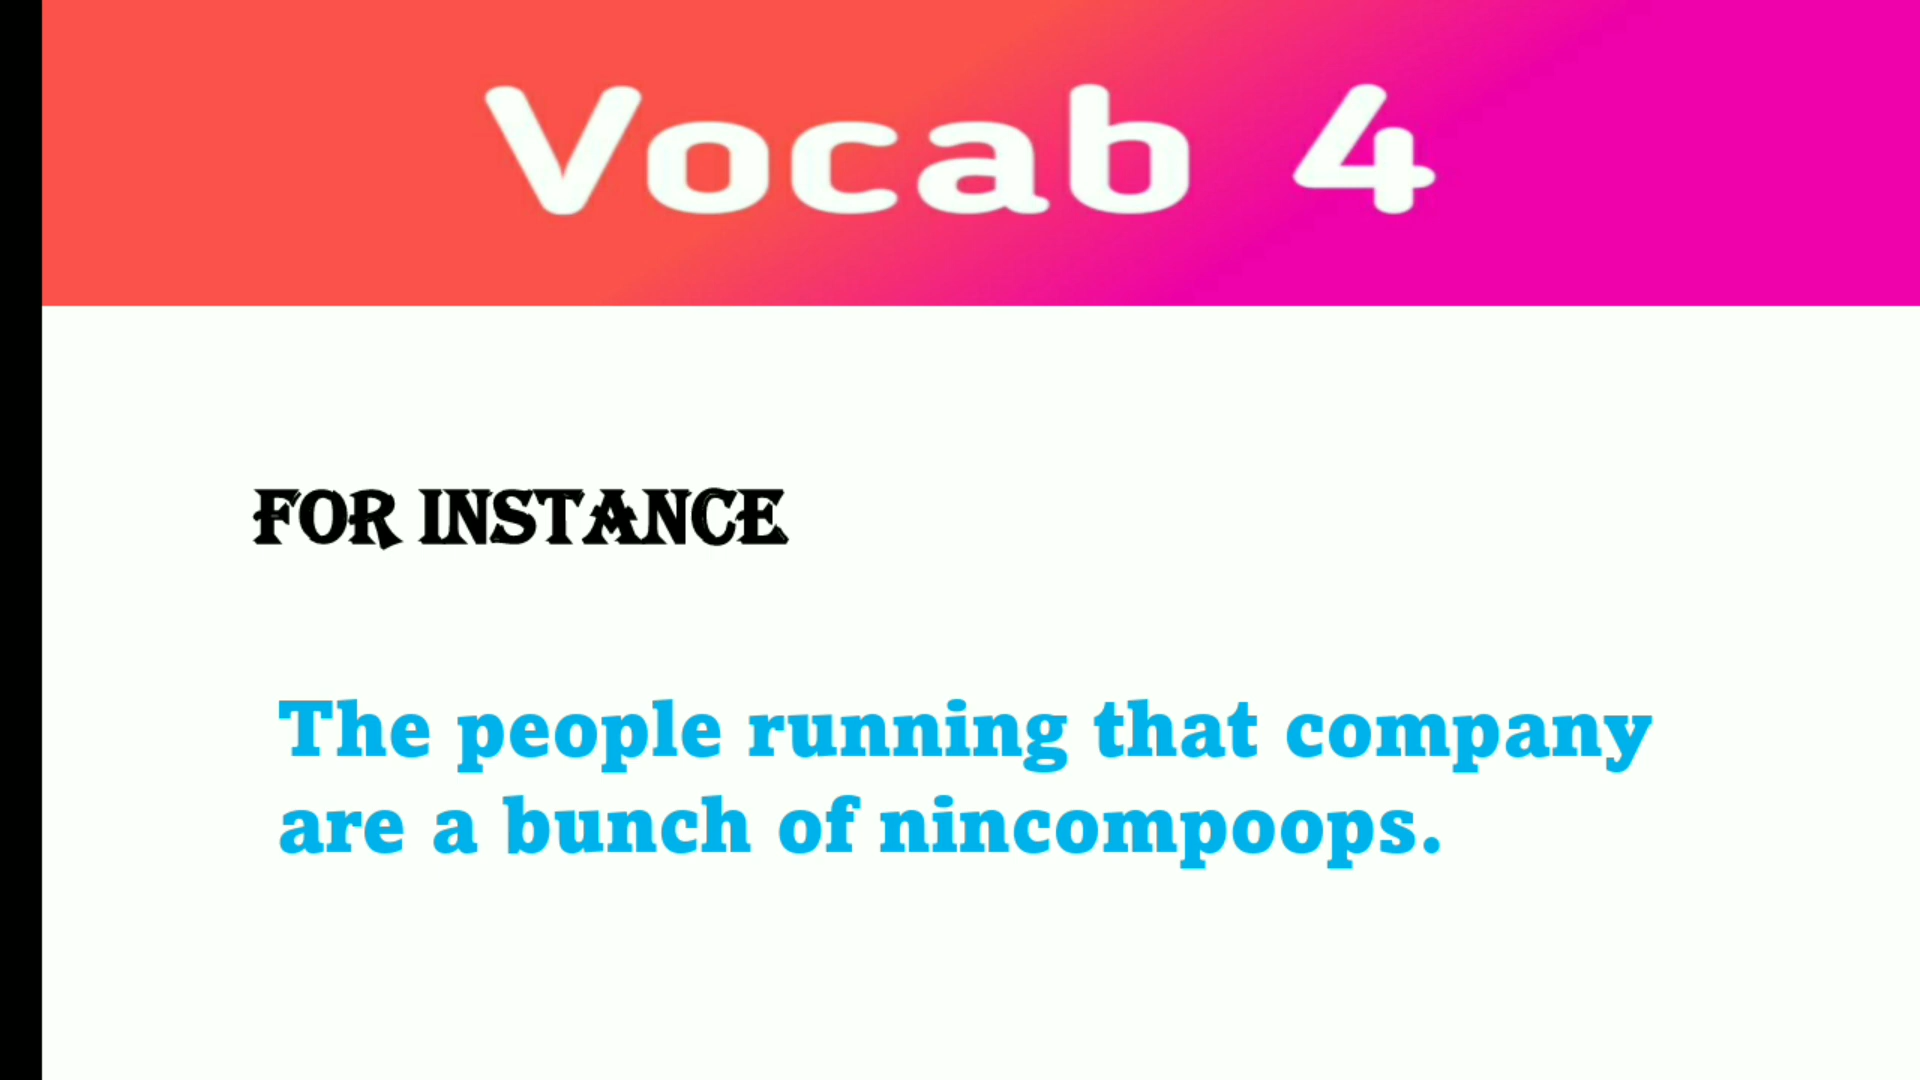 Vocab 4
FOR INSTANCE
The people running that company
are a bunch of nincompoops.